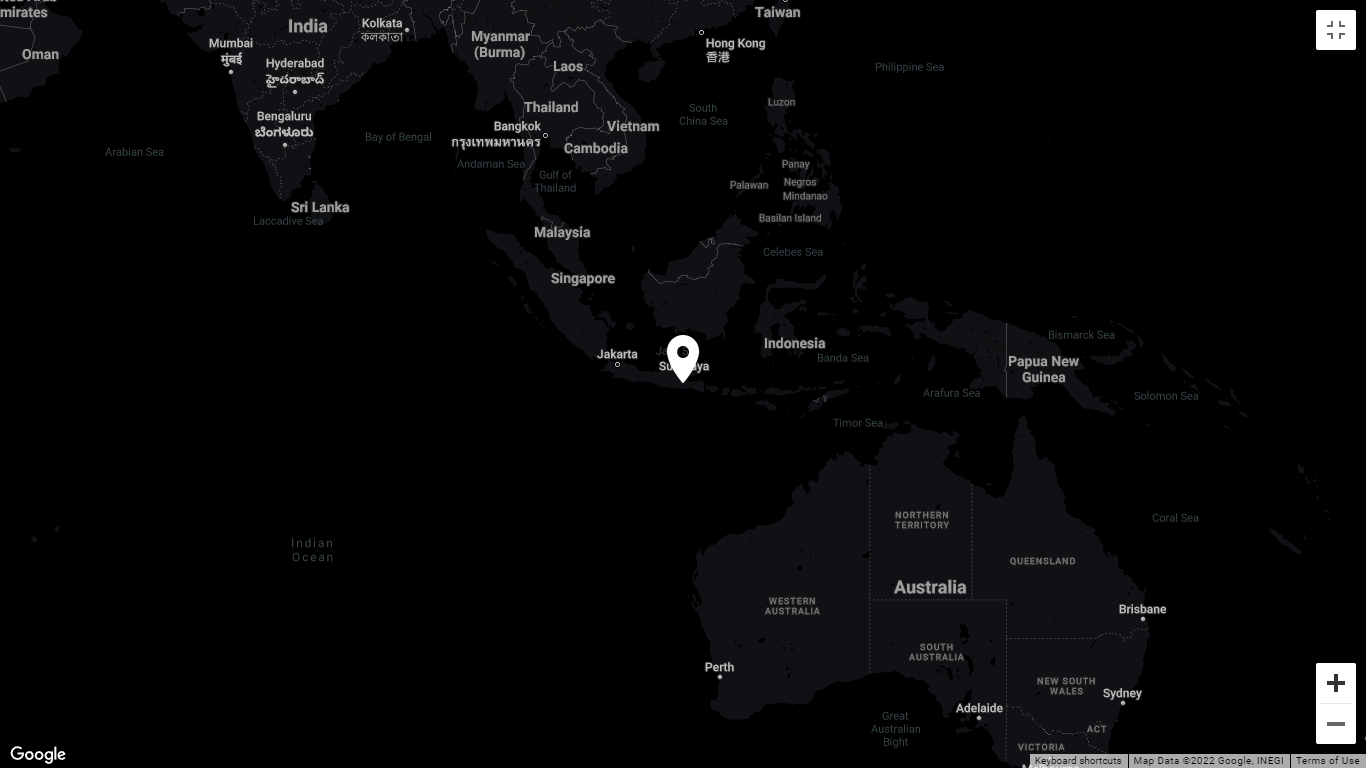 mirates
Oman
India
Kolkata
কলকাতা
Mumbai
मुंबई
Hyderabad
హైదరాబాద్
Bengaluru
ಬೆಂಗಳೂರು
Myanmar
(Burma)
Laos
Taiwan
Hong Kong
香港
Philippine Sea
Luzon
South
China Sea
Thailand
Vietnam
Bangkok
กรุงเทพมหานคร
Cambodia
Bay of Bengal
Arabian Sea
Andaman Sea
Gulf of
Thailand
Panay
Palawan
Negros
Mindanao
Basilan Island
Sri Lanka
Laccadive Sea
Malaysia
Celebes Sea
Singapore
Bismarck Sea
Indonesia
Jakarta
Banda Sea
Papua New
Guinea
Arafura Sea
Solomon Sea
Timor Sea
NORTHERN
TERRITORY
Coral Sea
Indian
Ocean
QUEENSLAND
Australia
WESTERN
AUSTRALIA
Brisbane
SOUTH
AUSTRALIA
Perth
NEW SOUTH
WALES
Sydney
Adelaide
Great
Australian
Bight
ACT
VICTORIA
Google
Keyboard shortcuts
Map Data ©2022 Google, INEGI
Terms of Use